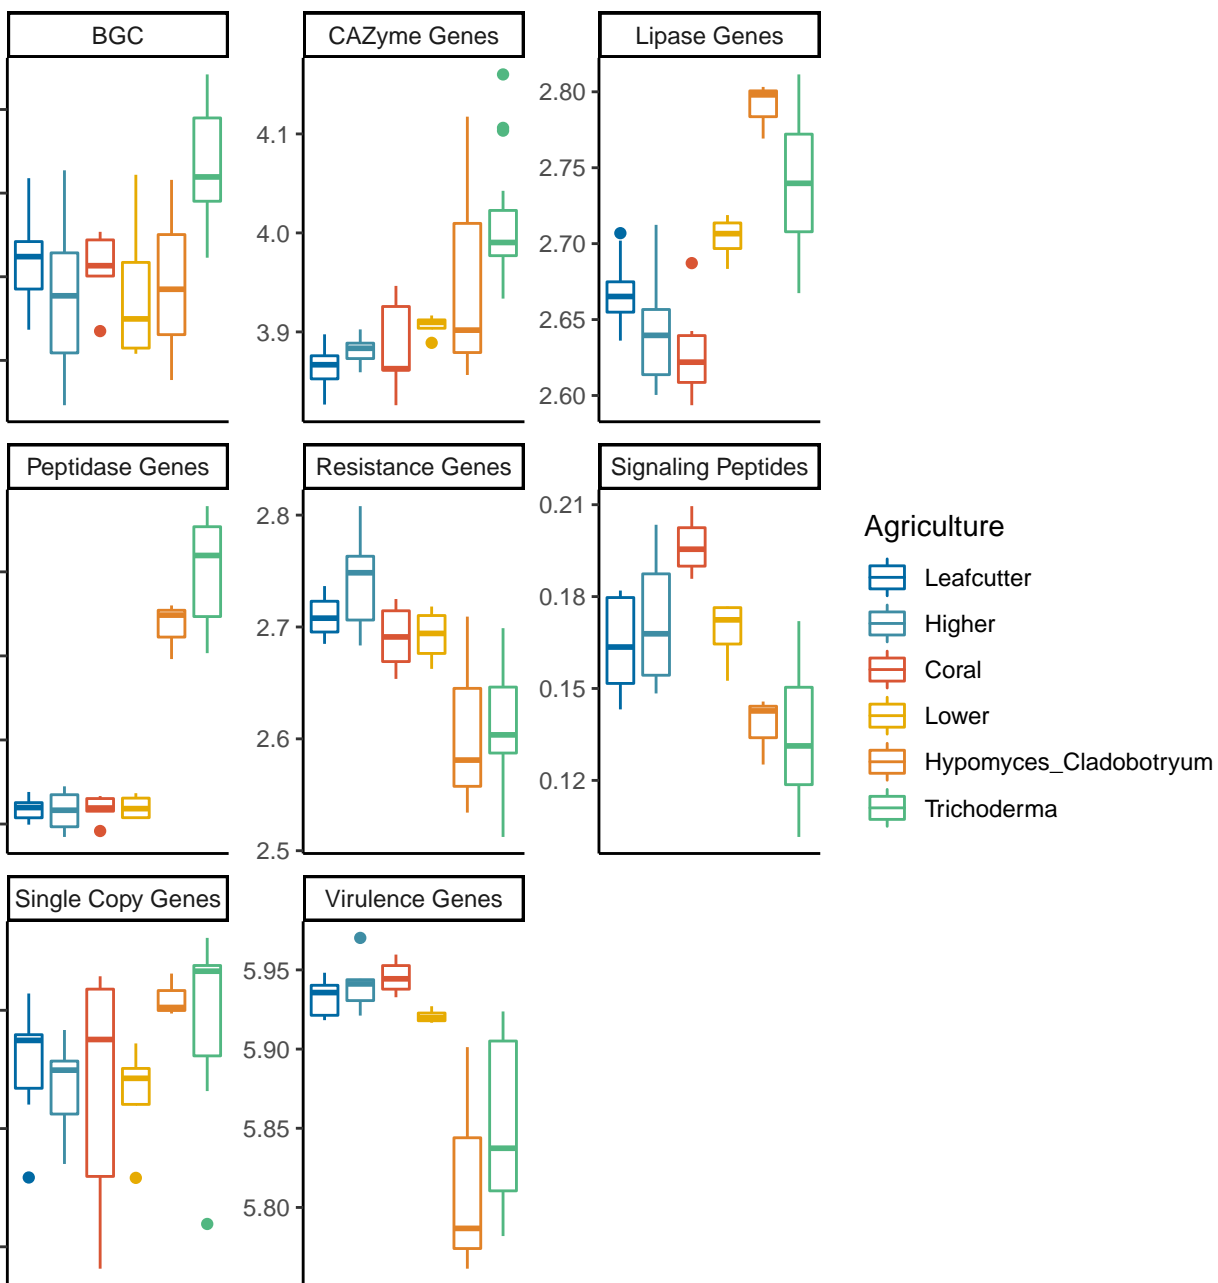 BGC
CAZyme Genes
Lipase Genes
4.1
4.0
3.9
2.80
2.75
2.70
2.65
2.60
Peptidase Genes
Resistance Genes
Signaling Peptides
2.8
2.7
2.6
2.5
0.21
0.18
0.15
0.12
Agriculture
Leafcutter
Higher
Coral
Lower
Hypomyces_Cladobotryum
Trichoderma
Single Copy Genes
Virulence Genes
5.95
5.90
5.85
5.80